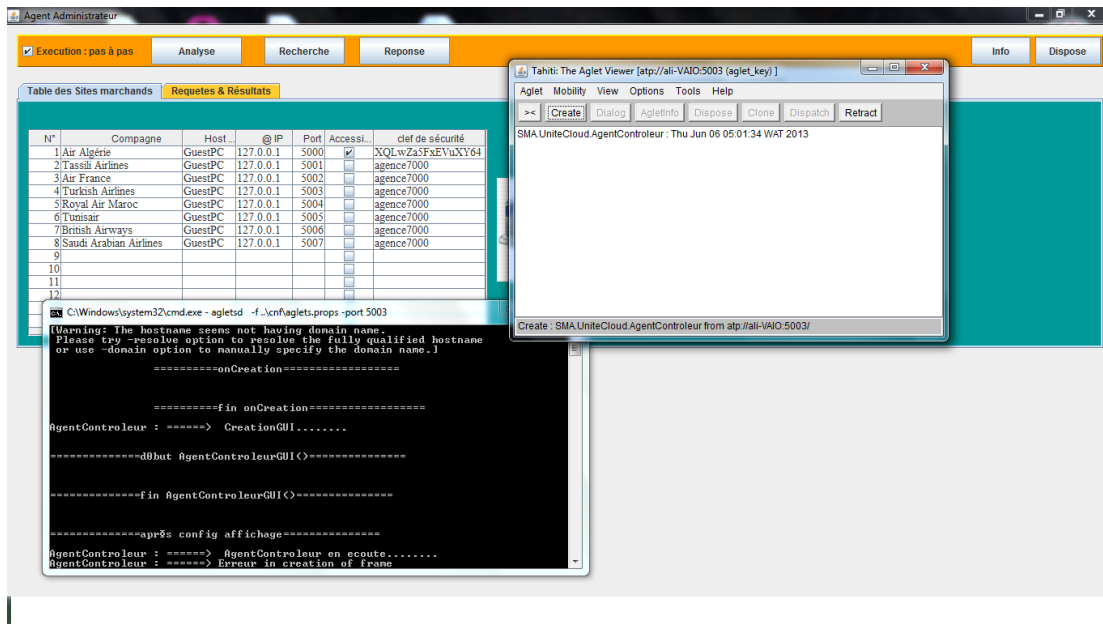 Agent Administrateur
Execution : pas à pas Analyse Recherche Reponse Info Dispose
Table des Sites marchands Requetes & Résultats
N° Compagne Host ... @ IP Port Accessi... clef de sécurité
1 Air Algérie GuestPC 127.0.0.1 5000 XQLwZa5FxEVuXY64
2 Tassili Airlines GuestPC 127.0.0.1 5001 agence7000
3 Air France GuestPC 127.0.0.1 5002 agence7000
4 Turkish Airlines GuestPC 127.0.0.1 5003 agence7000
5 Royal Air Maroc GuestPC 127.0.0.1 5004 agence7000
6 Tunisair GuestPC 127.0.0.1 5005 agence7000
7 British Airways GuestPC 127.0.0.1 5006 agence7000
8 Saudi Arabian Airlines GuestPC 127.0.0.1 5007 agence7000
9
10
11
12
Tahiti: The Aglet Viewer [atp://ali-VAIO:5003 (aglet_key) ]
Aglet Mobility View Options Tools Help
>< Create Dialog AgletInfo Dispose Clone Dispatch Retract
SMA.UniteCloud.AgentControleur : Thu Jun 06 05:01:34 WAT 2013
Create : SMA.UniteCloud.AgentControleur from atp://ali-VAIO:5003/
C:\Windows\system32\cmd.exe - agletsd -f ..\cnf\aglets.props -port 5003
[Warning: The hostname seems not having domain name.
Please try -resolve option to resolve the fully qualified hostname
or use -domain option to manually specify the domain name.]
==========onCreation==================
==========fin onCreation===================
AgentControleur : ======> CreationGUI........
==============dÚbut AgentControleurGUI()================
==============fin AgentControleurGUI()===============
==============aprÞs config affichage===============
AgentControleur : ======> AgentControleur en ecoute........
AgentControleur : ======> Erreur in creation of frame